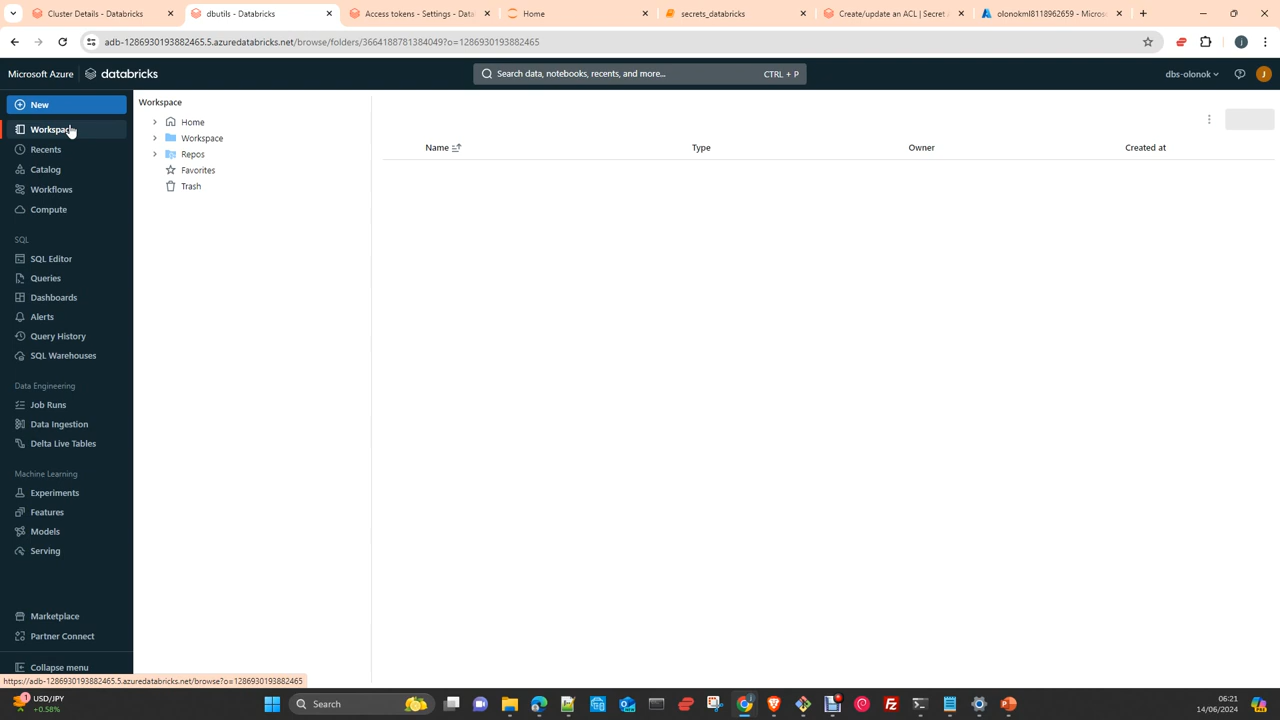 Cluster Details - Databricks
dbutils - Databricks
Access tokens - Settings - Data
Home
secrets_databricks
Create/update an ACL | Secret
olonokml8118962659 - Micros
adb-1286930193882465.5.azuredatabricks.net/browse/folders/3664188781384049?o=1286930193882465
Microsoft Azure
databricks
Search data, notebooks, recents, and more...
CTRL + P
dbs-olonok
J
New
Workspace
Recents
Catalog
Workflows
Compute
SQL
SQL Editor
Queries
Dashboards
Alerts
Query History
SQL Warehouses
Data Engineering
Job Runs
Data Ingestion
Delta Live Tables
Machine Learning
Experiments
Features
Models
Serving
Marketplace
Partner Connect
Collapse menu
Workspace
Home
Workspace
Repos
Favorites
Trash
Name
Type
Owner
Created at
https://adb-1286930193882465.5.azuredatabricks.net/browse?o=1286930193882465
USD/JPY
+0.58%
Search
06:21
14/06/2024